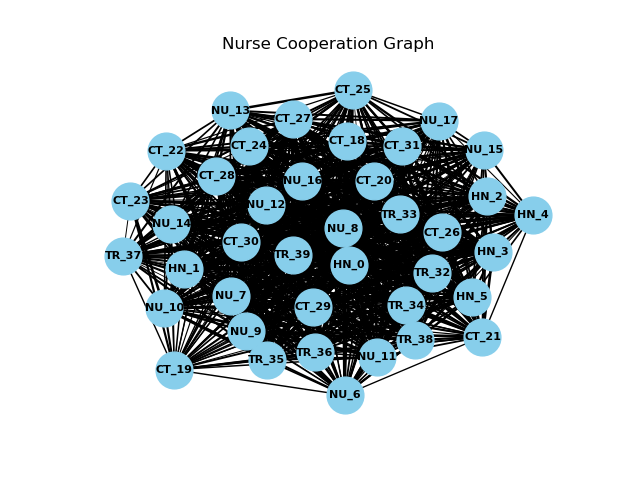 Nurse Cooperation Graph
CT_25
NU_13
CT_27
NU_17
CT_18
CT_24
CT_31
NU_15
CT_22
CT_28
NU_16
CT_20
HN_2
CT_23
NU_12
TR_33
HN_4
NU_14
NU_8
CT_26
CT_30
HN_3
TR_37
TR_39
HN_0
HN_1
TR_32
NU_7
HN_5
NU_10
CT_29
TR_34
NU_9
CT_21
TR_38
TR_36
NU_11
TR_35
CT_19
NU_6